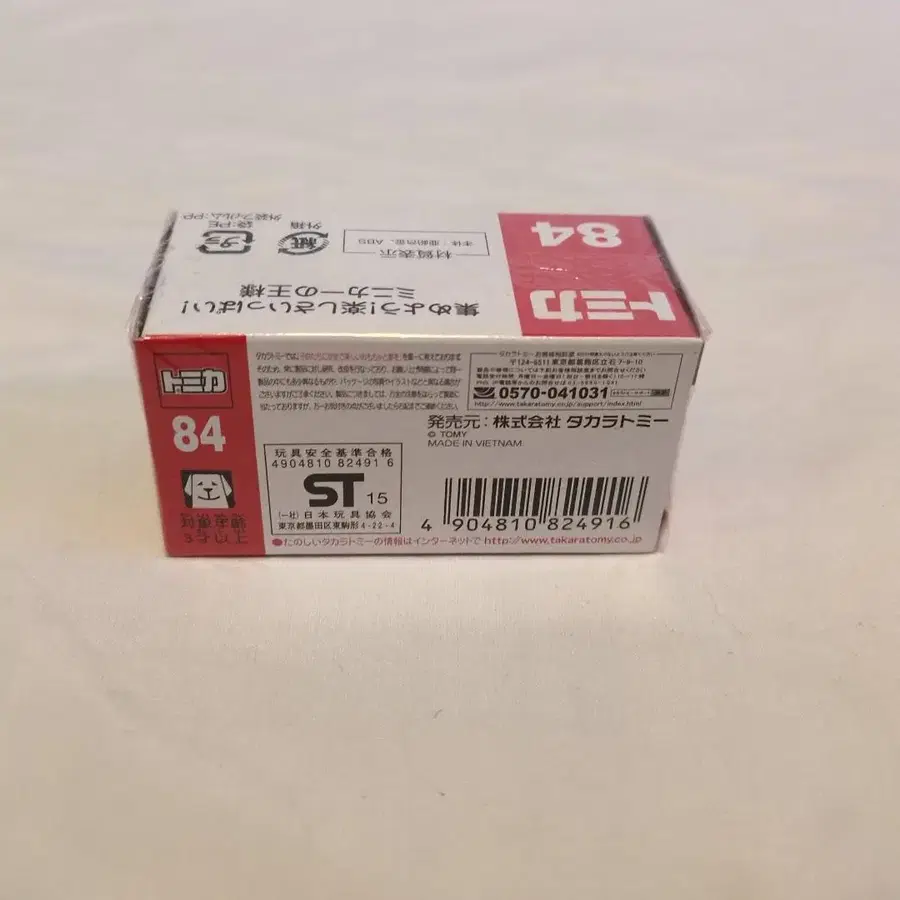 トミカ
84
集めよう!楽しさいっぱい!
ミニカーの王様
材質表示
本体:亜鉛合金、ABS
外箱
紙
袋:PE
外装フィルム:PP
プラ
トミカ
84
対象年齢
3才以上
タカラトミーお客様相談室
〒124-8511 東京都葛飾区立石7-9-10
0570-041031
http://www.takaratomy.co.jp/support/index.html
発売元:株式会社 タカラトミー
© TOMY
MADE IN VIETNAM
玩具安全基準合格
4904810 82491 6
ST 15
(一社)日本玩具協会
東京都墨田区東駒形4-22-4
4 904810 824916
●たのしいタカラトミーの情報はインターネットで http://www.takaratomy.co.jp